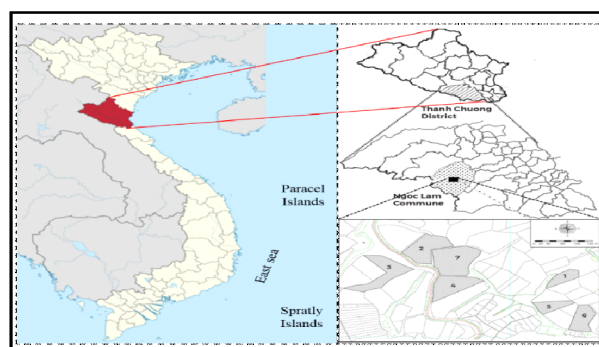 Thanh Chuong
District
Paracel
Islands
Ngoc Lam
Commune
East sea
Spratly
Islands
2
7
3
4
1
5
6